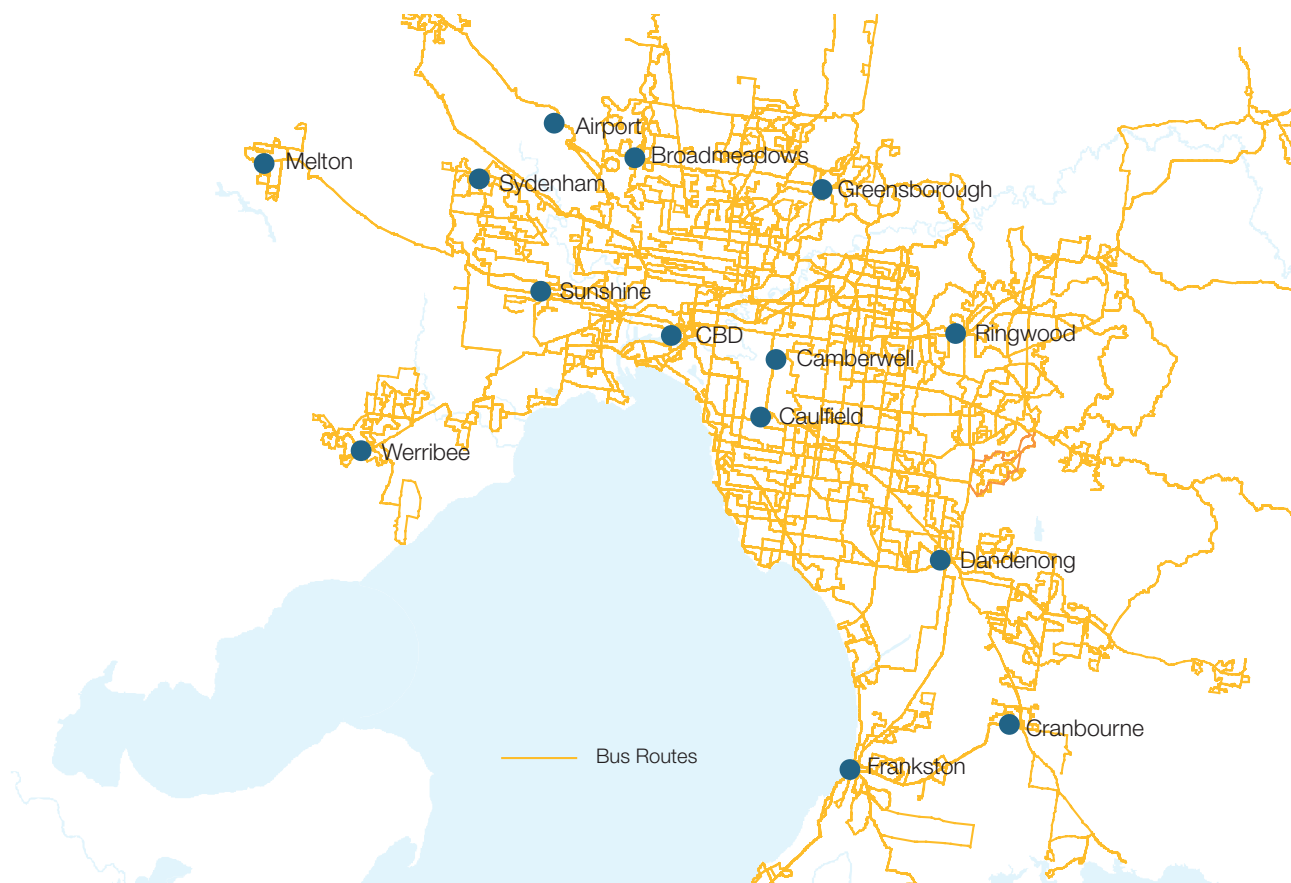 Airport
Broadmeadows
Melton
Sydenham
Greensborough
Sunshine
CBD
Ringwood
Camberwell
Caulfield
Werribee
Dandenong
Cranbourne
Bus Routes
Frankston